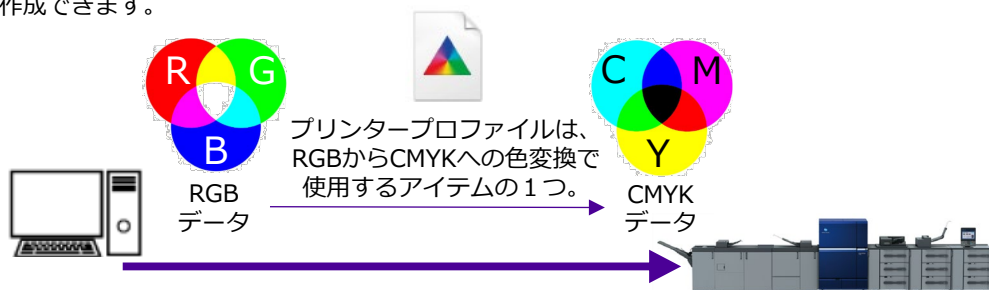 作成できます。
R
G
B
プリンタープロファイルは、
RGBからCMYKへの色変換で
使用するアイテムの１つ。
C
M
Y
RGB
データ
CMYK
データ